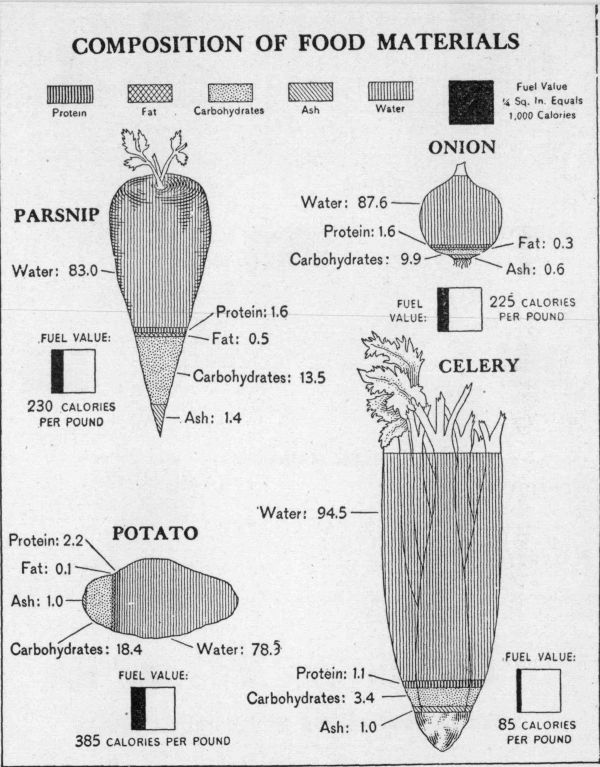 COMPOSITION OF FOOD MATERIALS
Protein
Fat
Carbohydrates
Ash
Water
Fuel Value
¼ Sq. In. Equals
1,000 Calories
ONION
Water: 87.6
Protein: 1.6
Carbohydrates: 9.9
Fat: 0.3
Ash: 0.6
FUEL
VALUE:
225 CALORIES
PER POUND
PARSNIP
Water: 83.0
Protein: 1.6
Fat: 0.5
Carbohydrates: 13.5
Ash: 1.4
FUEL VALUE:
230 CALORIES
PER POUND
CELERY
Water: 94.5
Protein: 1.1
Carbohydrates: 3.4
Ash: 1.0
FUEL VALUE:
85 CALORIES
PER POUND
POTATO
Protein: 2.2
Fat: 0.1
Ash: 1.0
Carbohydrates: 18.4
Water:
FUEL VALUE:
385 CALORIES PER POUND